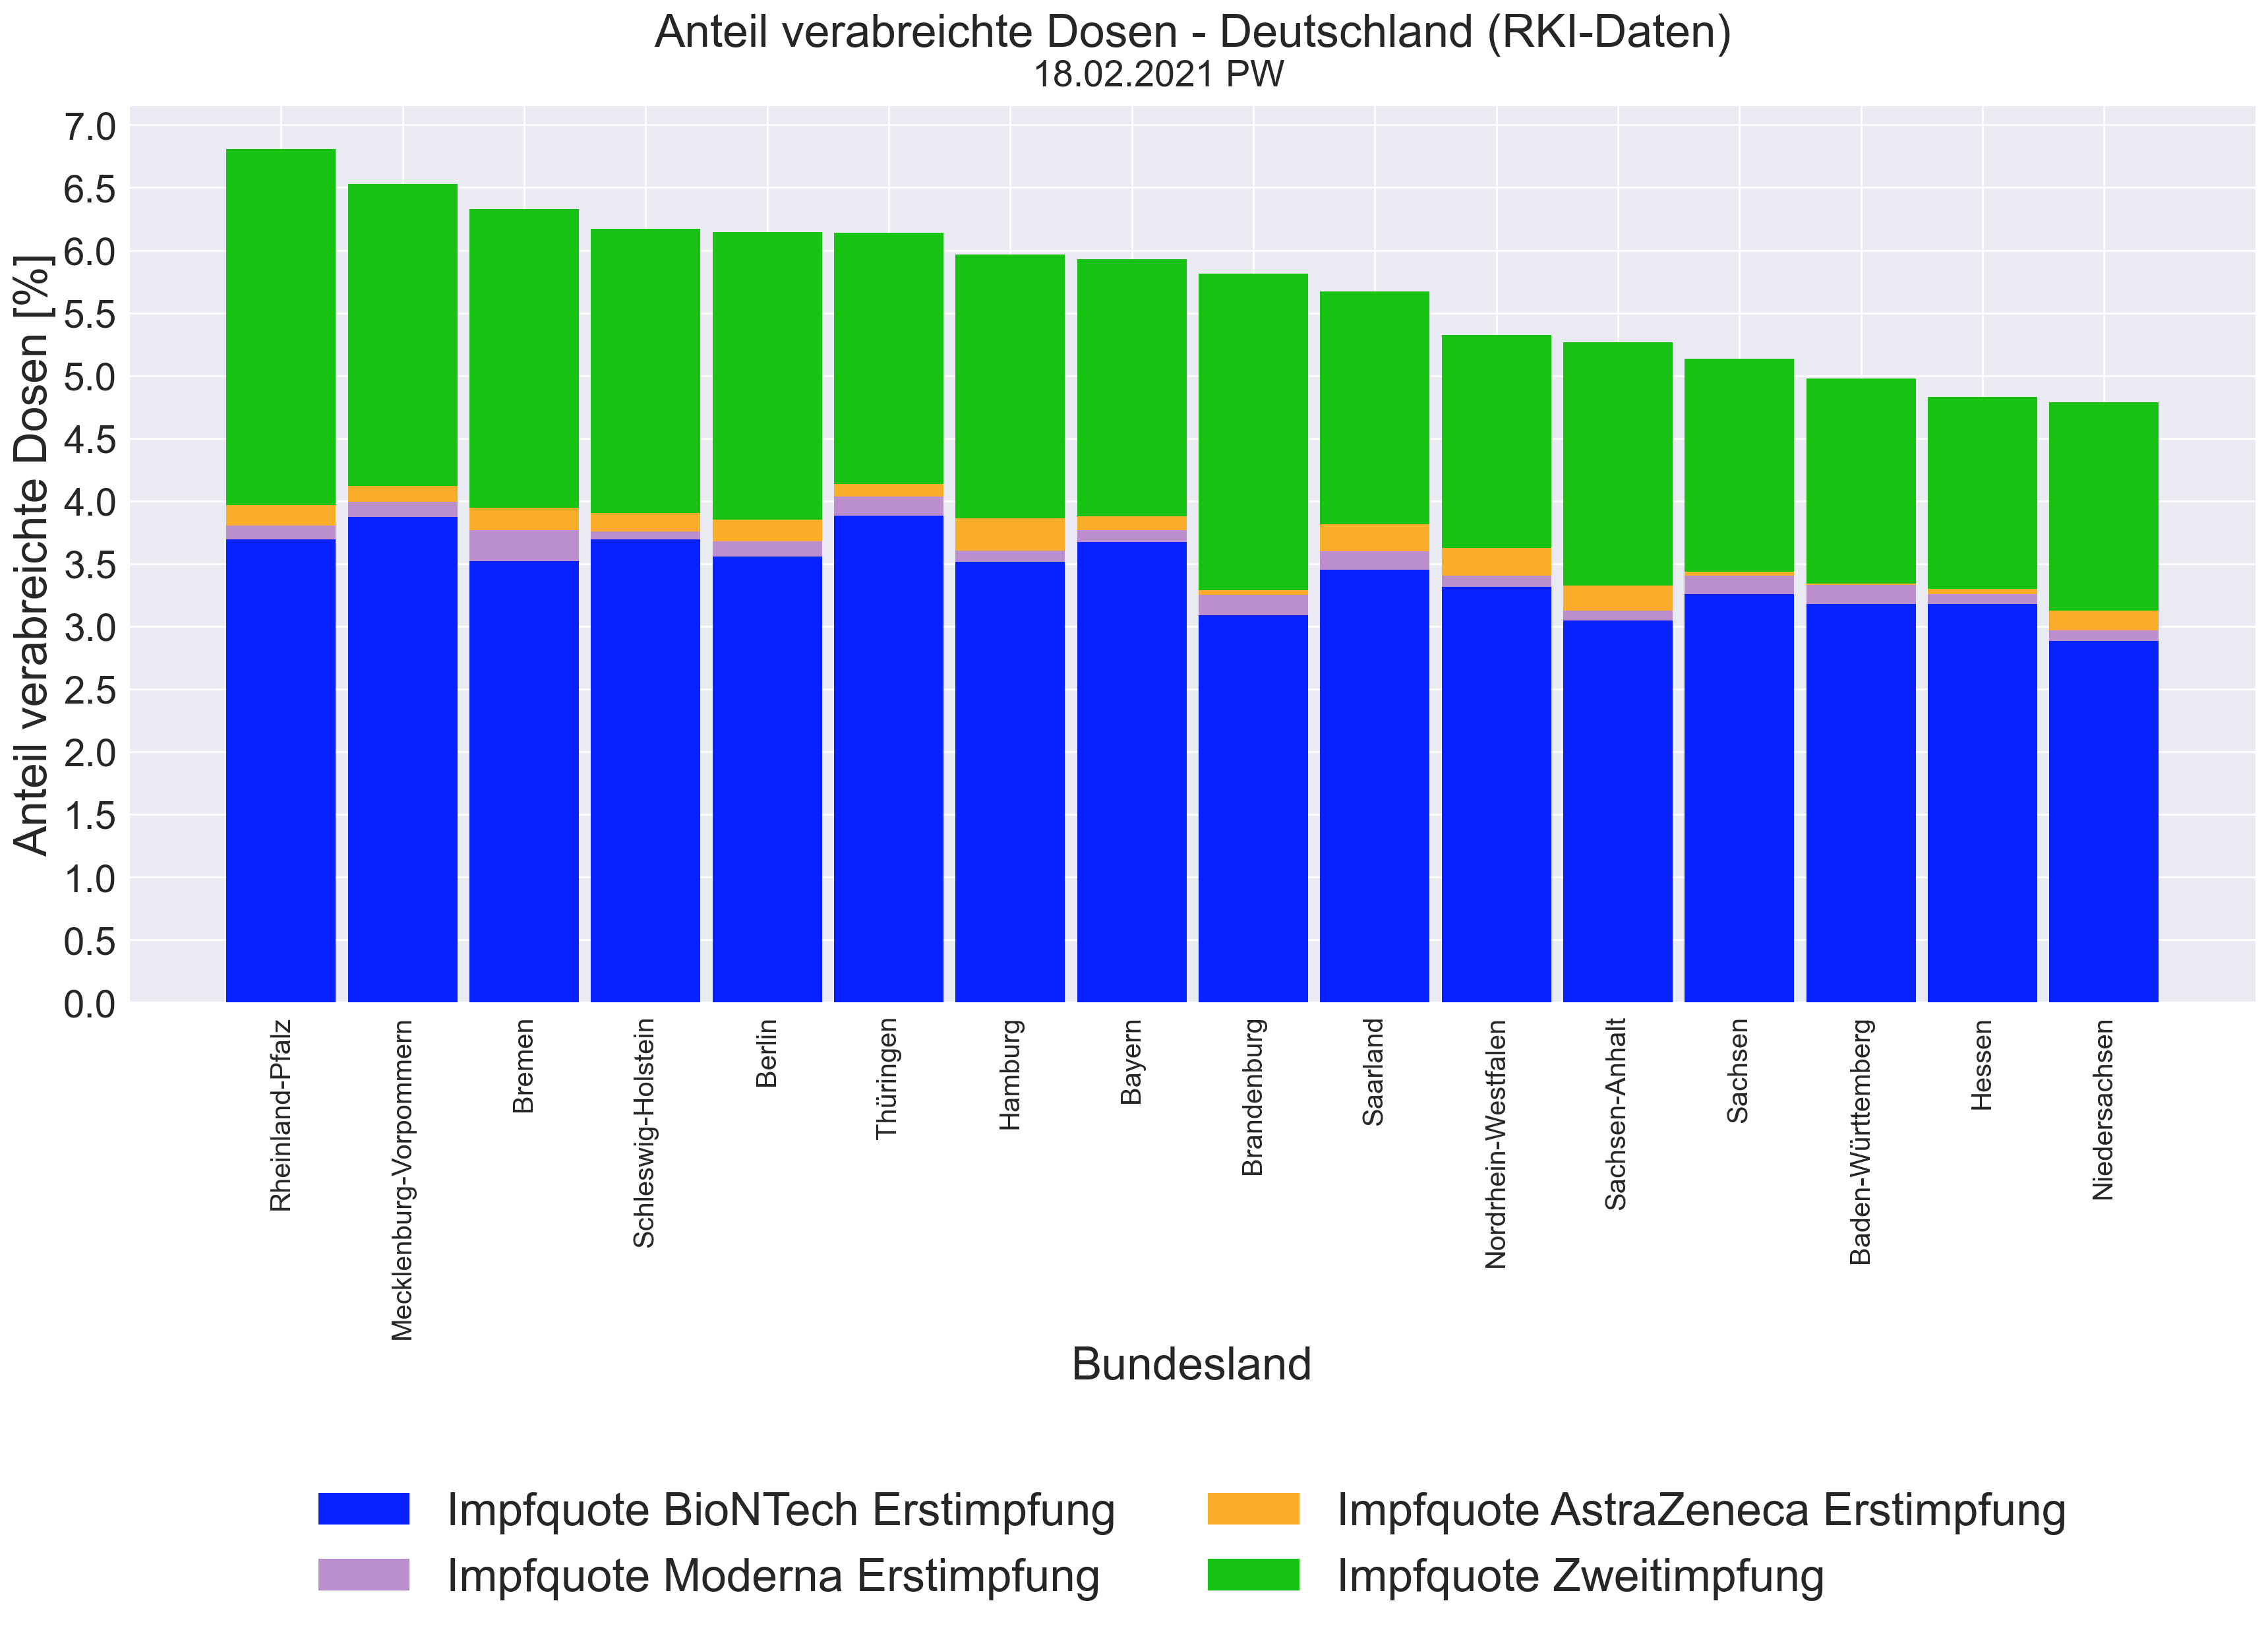 Anteil verabreichte Dosen - Deutschland (RKI-Daten)
18.02.2021 PW
Anteil verabreichte Dosen [%]
7.0
6.5
6.0
5.5
5.0
4.5
4.0
3.5
3.0
2.5
2.0
1.5
1.0
0.5
0.0
Rheinland-Pfalz
Mecklenburg-Vorpommern
Bremen
Schleswig-Holstein
Berlin
Thüringen
Hamburg
Bayern
Brandenburg
Saarland
Nordrhein-Westfalen
Sachsen-Anhalt
Sachsen
Baden-Württemberg
Hessen
Niedersachsen
Bundesland
Impfquote BioNTech Erstimpfung
Impfquote Moderna Erstimpfung
Impfquote AstraZeneca Erstimpfung
Impfquote Zweitimpfung